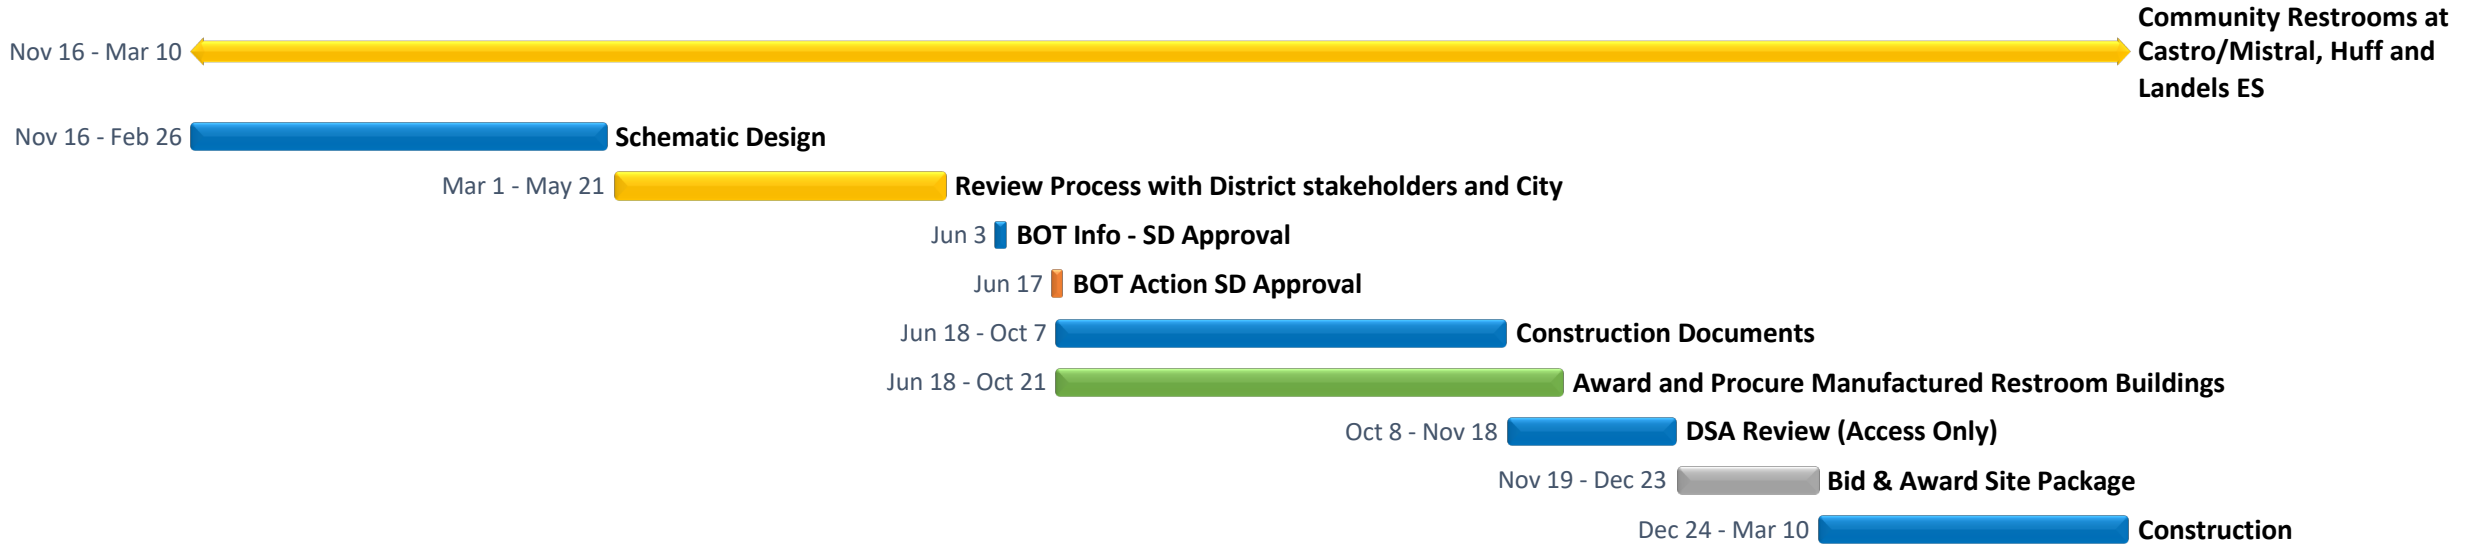 Community Restrooms at
Nov 16 - Mar 10 Castro/Mistral, Huff and
Landels ES
Nov 16 - Feb 26 Schematic Design
Mar 1 - May 21 Review Process with District stakeholders and City
Jun 3 BOT Info - SD Approval
Jun 17 BOT Action SD Approval
Jun 18 - Oct 7 Construction Documents
Jun 18 - Oct 21 Award and Procure Manufactured Restroom Buildings
Oct 8 - Nov 18 DSA Review (Access Only)
Nov 19 - Dec 23 Bid & Award Site Package
Dec 24 - Mar 10 Construction